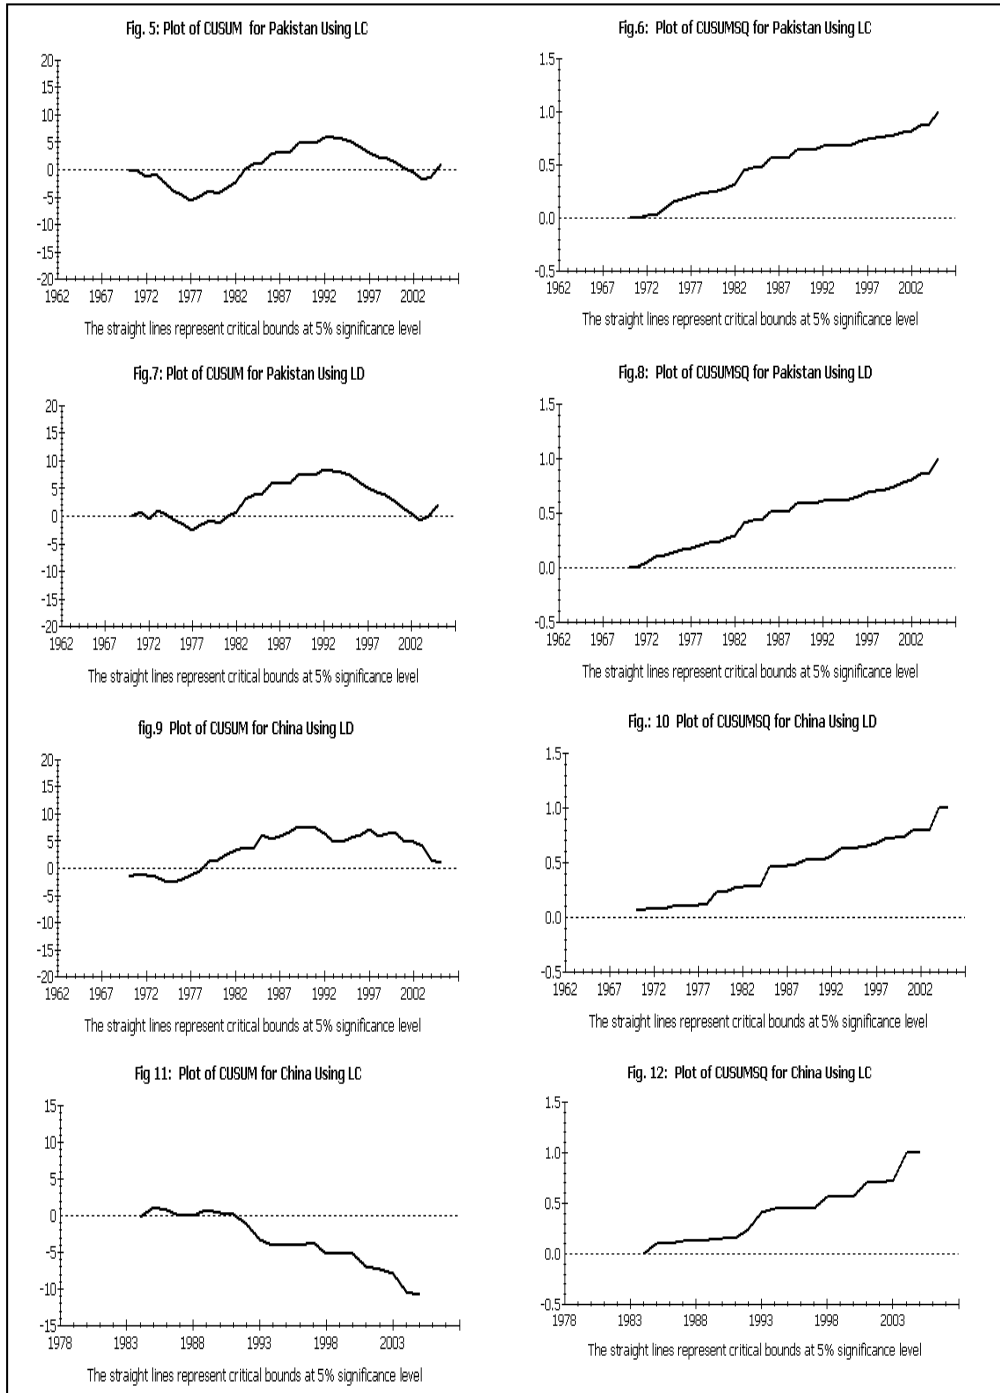 Fig. 5: Plot of CUSUM for Pakistan Using LC
20
15
10
5
0
-5
-10
-15
-20
1962 1967 1972 1977 1982 1987 1992 1997 2002
The straight lines represent critical bounds at 5% significance level
Fig.6: Plot of CUSUMSQ for Pakistan Using LC
1.5
1.0
0.5
0.0
-0.5
1962 1967 1972 1977 1982 1987 1992 1997 2002
The straight lines represent critical bounds at 5% significance level
Fig.7: Plot of CUSUM for Pakistan Using LD
20
15
10
5
0
-5
-10
-15
-20
1962 1967 1972 1977 1982 1987 1992 1997 2002
The straight lines represent critical bounds at 5% significance level
Fig.8: Plot of CUSUMSQ for Pakistan Using LD
1.5
1.0
0.5
0.0
-0.5
1962 1967 1972 1977 1982 1987 1992 1997 2002
The straight lines represent critical bounds at 5% significance level
fig.9 Plot of CUSUM for China Using LD
20
15
10
5
0
-5
-10
-15
-20
1962 1967 1972 1977 1982 1987 1992 1997 2002
The straight lines represent critical bounds at 5% significance level
Fig.: 10 Plot of CUSUMSQ for China Using LD
1.5
1.0
0.5
0.0
-0.5
1962 1967 1972 1977 1982 1987 1992 1997 2002
The straight lines represent critical bounds at 5% significance level
Fig 11: Plot of CUSUM for China Using LC
15
10
5
0
-5
-10
-15
1978 1983 1988 1993 1998 2003
The straight lines represent critical bounds at 5% significance level
Fig. 12: Plot of CUSUMSQ for China Using LC
1.5
1.0
0.5
0.0
-0.5
1978 1983 1988 1993 1998 2003
The straight lines represent critical bounds at 5% significance level